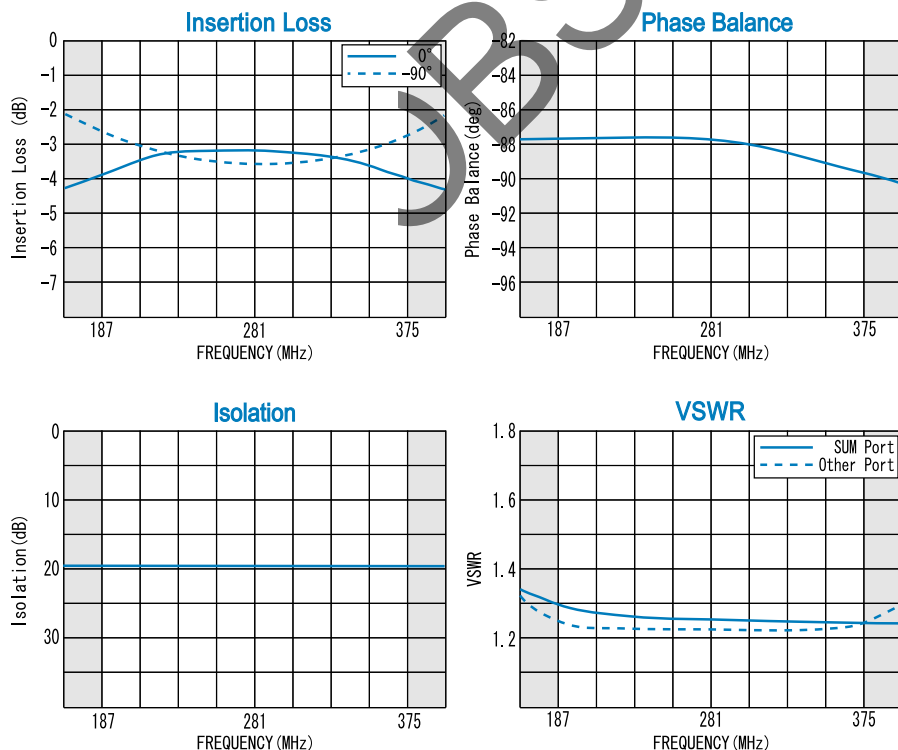 Insertion Loss
0°
-90°
0
-1
-2
-3
-4
-5
-6
-7
Insertion Loss (dB)
187 281 375
FREQUENCY(MHz)
Phase Balance
-82
-84
-86
-88
-90
-92
-94
-96
Phase Balance(deg)
187 281 375
FREQUENCY(MHz)
Isolation
0
10
20
30
Isolation(dB)
187 281 375
FREQUENCY(MHz)
VSWR
SUM Port
Other Port
1.8
1.6
1.4
1.2
VSWR
187 281 375
FREQUENCY(MHz)